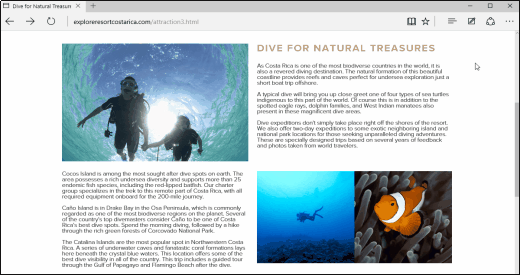 Dive for Natural Treasur
exploreresortcostarica.com/attraction3.html
DIVE FOR NATURAL TREASURES
As Costa Rica is one of the most biodiverse countries in the world, it is
also a revered diving destination. The natural formation of this beautiful
coastline provides reefs and caves perfect for undersea exploration just a
short boat trip offshore.
A typical dive will bring you up close greet one of four types of sea turtles
indigenous to this part of the world. Of course this is in addition to the
spotted eagle rays, dolphin families, and West Indian manatees also
present in these magnificent dive areas.
Dive expeditions don't simply take place right off the shores of the resort.
We also offer two-day expeditions to some exotic neighboring island and
national park locations for these seeking unparalleled diving adventures.
These are specially designed trips based on several years of feedback
and photos taken from world travelers.
Cocos Island is among the most sought after dive spots on earth. The
area possesses a rich undersea diversity and supports more than 25
endemic fish species, including the red-lipped batfish. Our charter
group specializes in the trek to this remote part of Costa Rica, with all
required equipment onboard for the 200-mile journey.
Caño Island is in Drake Bay in the Osa Peninsula, which is commonly
regarded as one of the most biodiverse regions on the planet. Several
of the country's top divemasters consider Caño to be one of Costa
Rica's best dive spots. Spend the morning diving, followed by a hike
through the rich green forests of Corcovado National Park.
The Catalina Islands are the most popular spot in Northwestern Costa
Rica. A series of underwater caves and fanatastic coral formations lays
here beneath the crystal blue waters. This location offers some of the
best dive visibility in all of the country. This trip includes a guided tour
through the Gulf of Papagayo and Flamingo Beach after the dive.